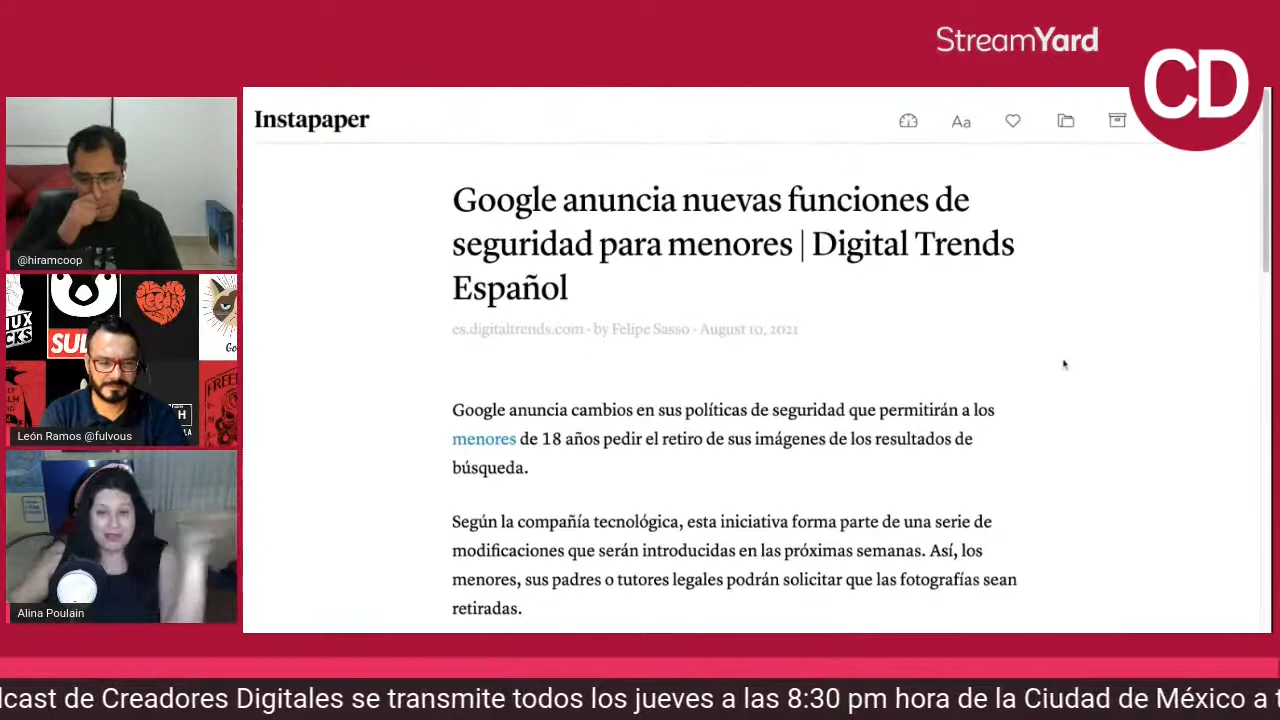 StreamYard
CD
Instapaper
Aa
Google anuncia nuevas funciones de
seguridad para menores | Digital Trends
Español
es.digitaltrends.com · by Felipe Sasso · August 10, 2021
Google anuncia cambios en sus políticas de seguridad que permitirán a los
menores de 18 años pedir el retiro de sus imágenes de los resultados de
búsqueda.
Según la compañía tecnológica, esta iniciativa forma parte de una serie de
modificaciones que serán introducidas en las próximas semanas. Así, los
menores, sus padres o tutores legales podrán solicitar que las fotografías sean
retiradas.
@hiramcoop
León Ramos @fulvous
Alina Poulain
dcast de Creadores Digitales se transmite todos los jueves a las 8:30 pm hora de la Ciudad de México a t